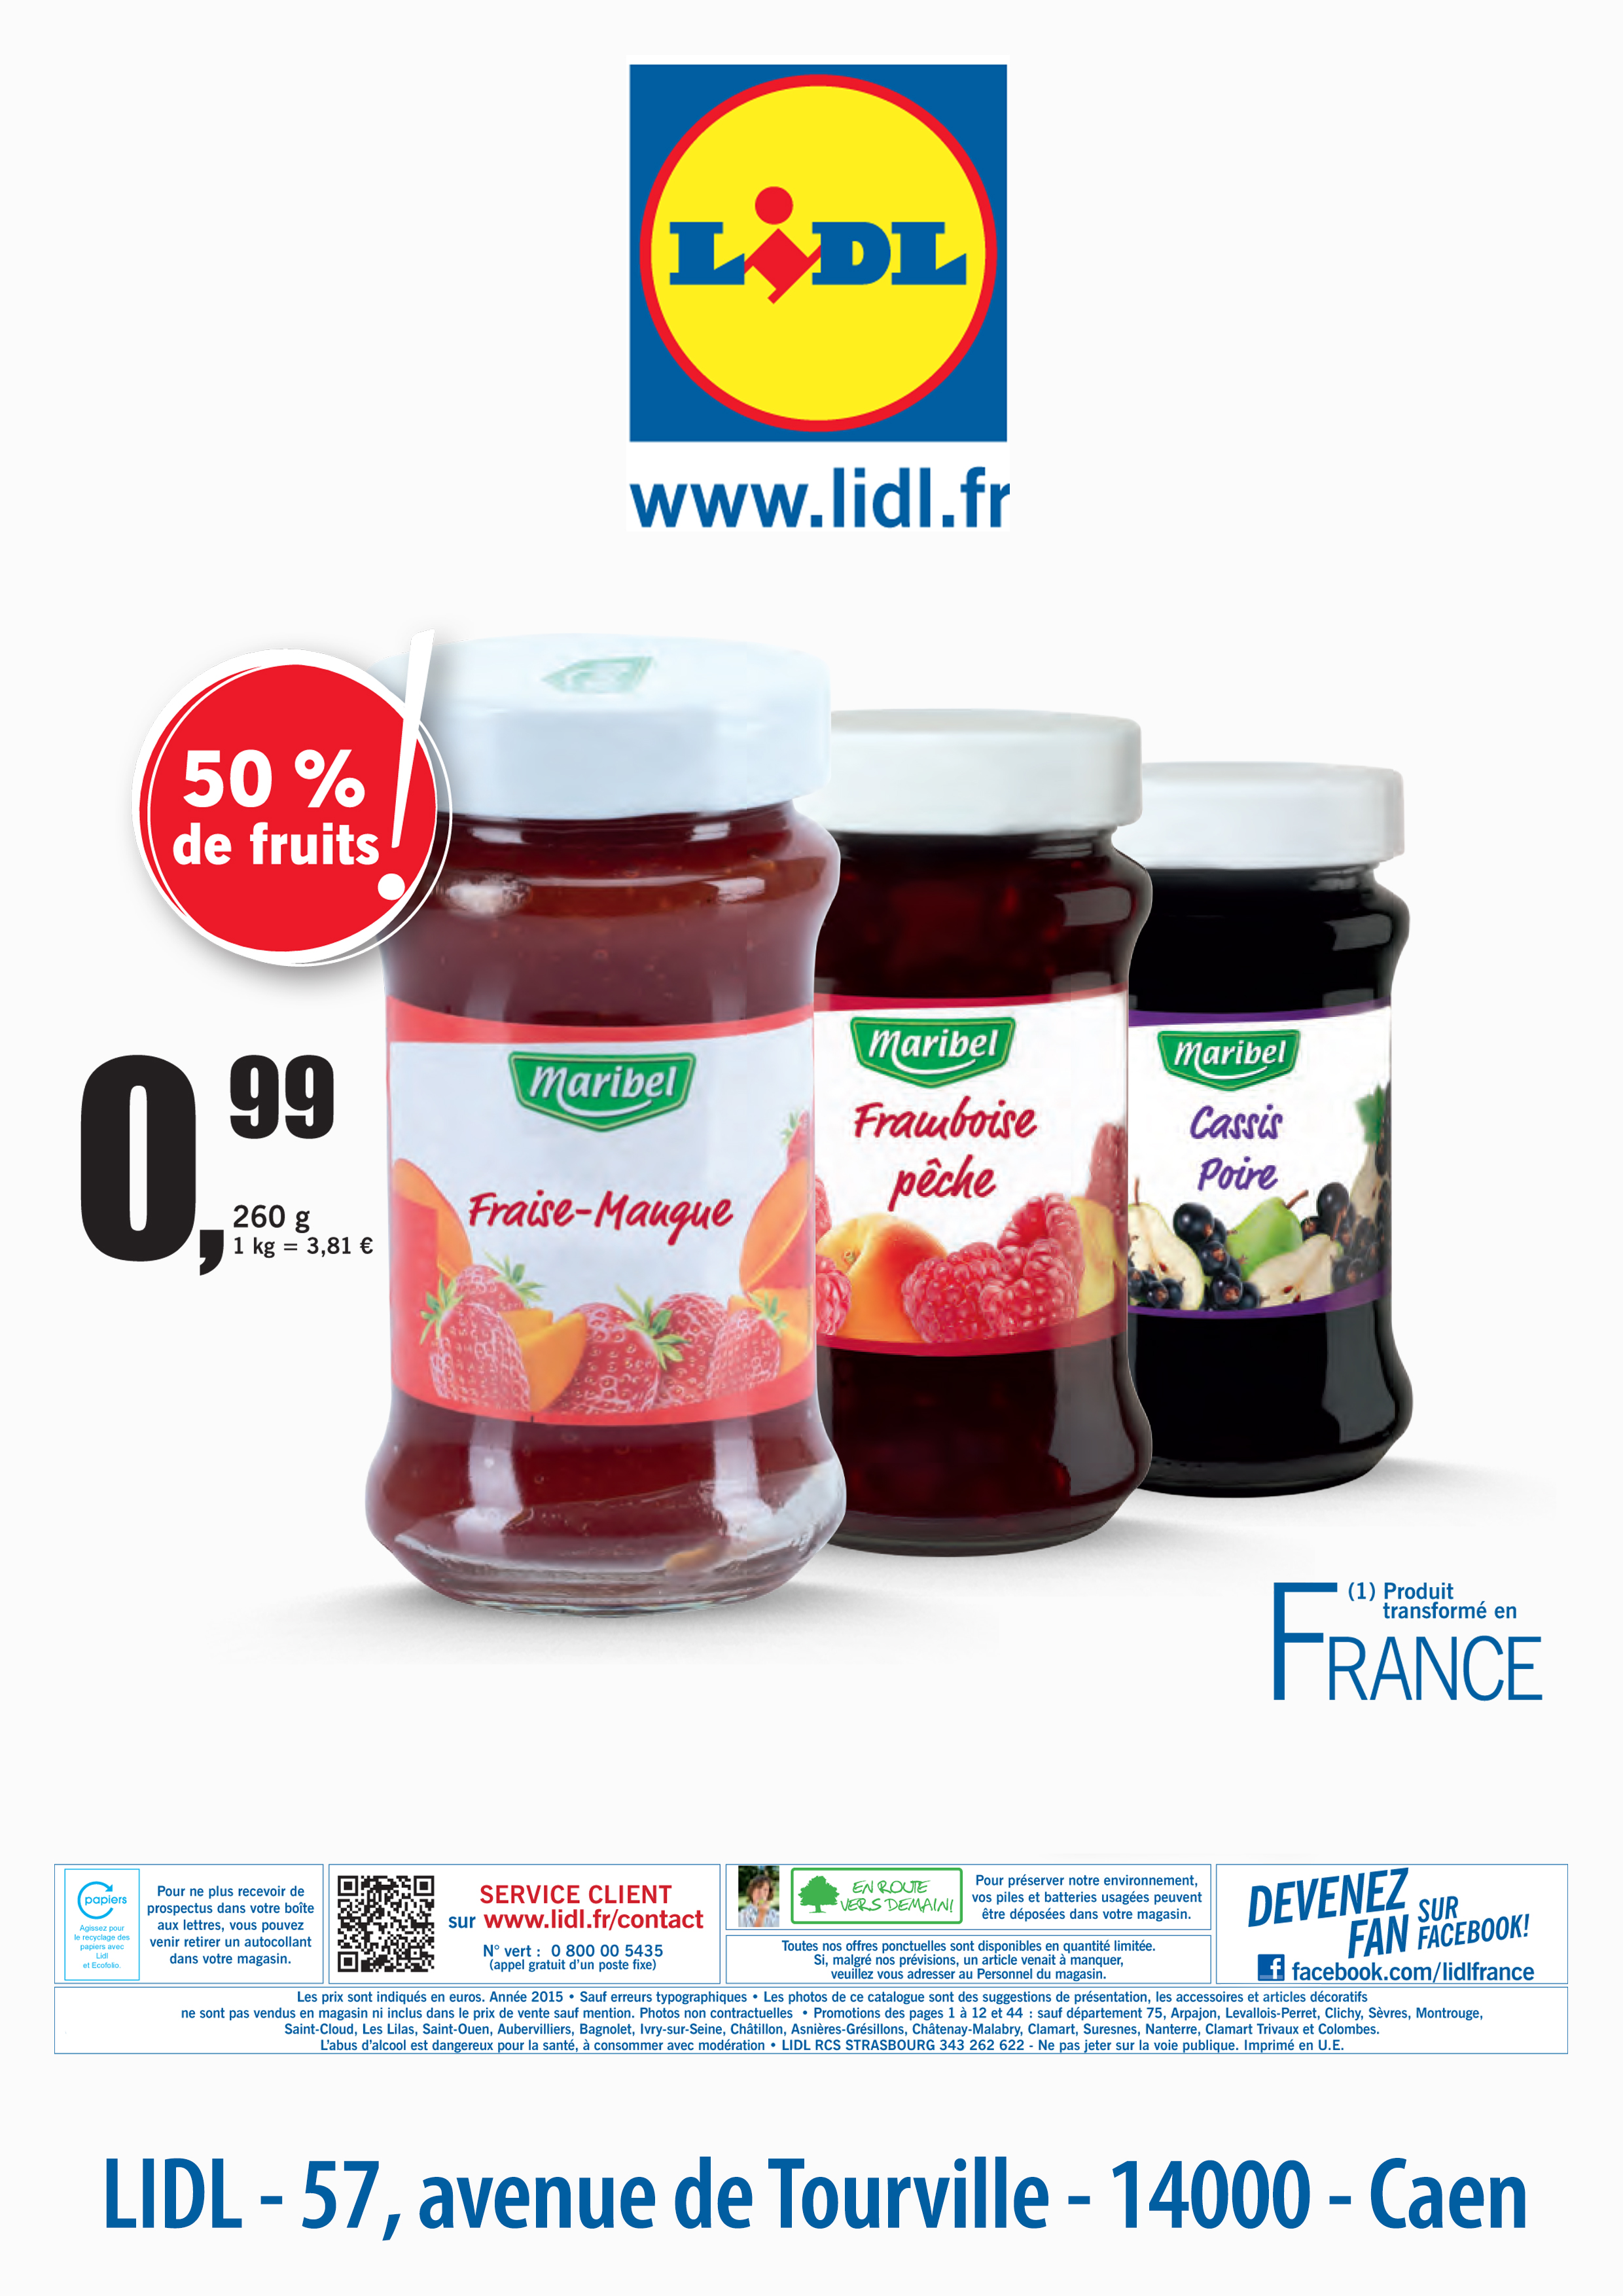 LIDL
www.lidl.fr
50 %
de fruits !
0,99
260 g
1 kg = 3,81 €
Maribel
Fraise-Mangue
Maribel
Framboise
pêche
Maribel
Cassis
Poire
(1) Produit
transformé en
FRANCE
papiers
Agissez pour
le recyclage des
papiers avec
Lidl
et Ecofolio.
Pour ne plus recevoir de
prospectus dans votre boîte
aux lettres, vous pouvez
venir retirer un autocollant
dans votre magasin.
SERVICE CLIENT
sur www.lidl.fr/contact
N° vert : 0 800 00 5435
(appel gratuit d'un poste fixe)
EN ROUTE
VERS DEMAIN!
Pour préserver notre environnement,
vos piles et batteries usagées peuvent
être déposées dans votre magasin.
Toutes nos offres ponctuelles sont disponibles en quantité limitée.
Si, malgré nos prévisions, un article venait à manquer,
veuillez vous adresser au Personnel du magasin.
DEVENEZ
FAN SUR
FACEBOOK!
f facebook.com/lidlfrance
Les prix sont indiqués en euros. Année 2015 • Sauf erreurs typographiques • Les photos de ce catalogue sont des suggestions de présentation, les accessoires et articles décoratifs
ne sont pas vendus en magasin ni inclus dans le prix de vente sauf mention. Photos non contractuelles • Promotions des pages 1 à 12 et 44 : sauf département 75, Arpajon, Levallois-Perret, Clichy, Sèvres, Montrouge,
Saint-Cloud, Les Lilas, Saint-Ouen, Aubervilliers, Bagnolet, Ivry-sur-Seine, Châtillon, Asnières-Grésillons, Châtenay-Malabry, Clamart, Suresnes, Nanterre, Clamart Trivaux et Colombes.
L'abus d'alcool est dangereux pour la santé, à consommer avec modération • LIDL RCS STRASBOURG 343 262 622 - Ne pas jeter sur la voie publique. Imprimé en U.E.
LIDL - 57, avenue de Tourville - 14000 - Caen